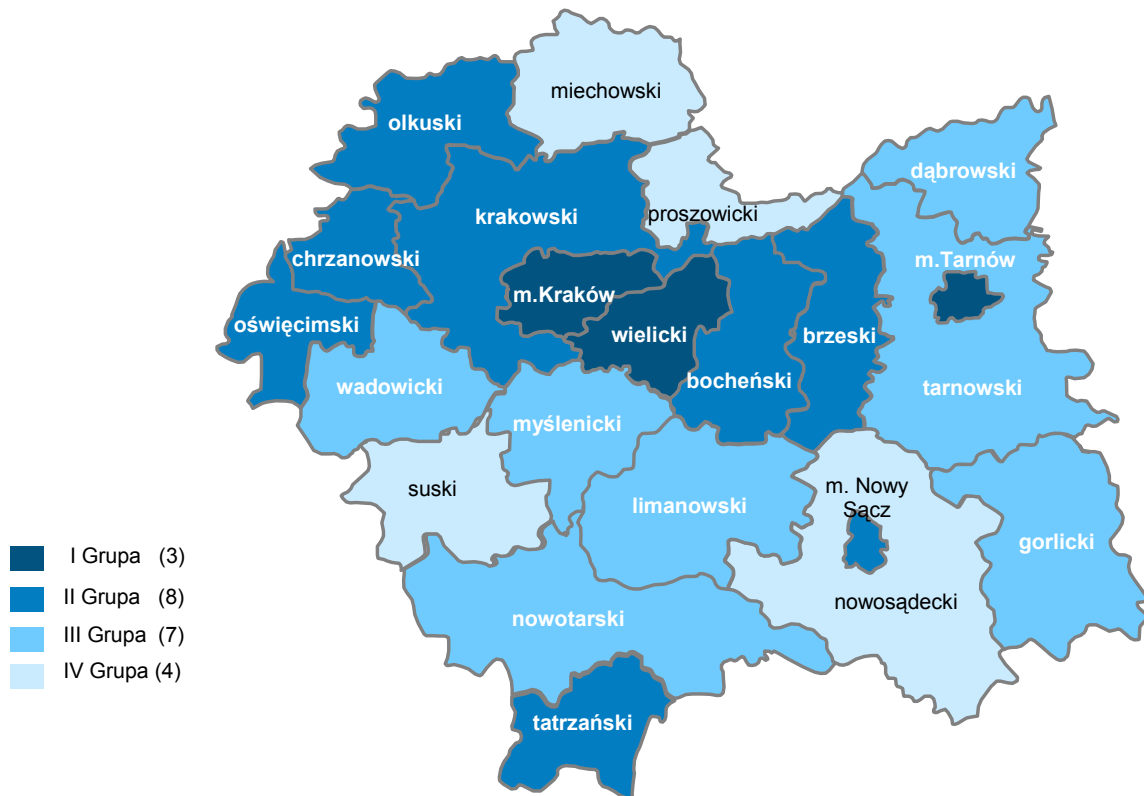 miechowski
olkuski
dąbrowski
krakowski
proszowicki
chrzanowski
m.Tarnów
m.Kraków
oświęcimski
wielicki
brzeski
wadowicki
bocheński
tarnowski
myślenicki
suski
limanowski
m. Nowy
Sącz
gorlicki
nowosądecki
nowotarski
tatrzański
I Grupa (3)
II Grupa (8)
III Grupa (7)
IV Grupa (4)